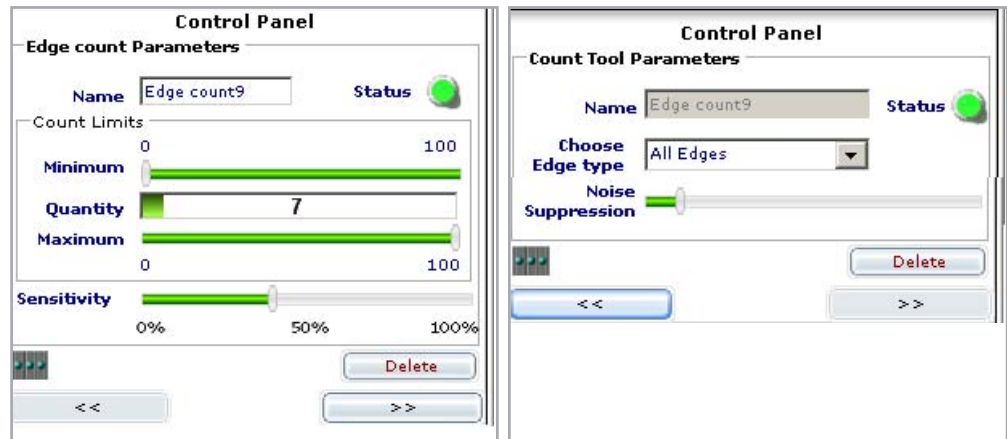 Control Panel
Edge count Parameters
Name Edge count9 Status
Count Limits
0 100
Minimum
Quantity 7
Maximum
0 100
Sensitivity
0% 50% 100%
Delete
<< >>
Control Panel
Count Tool Parameters
Name Edge count9 Status
Choose
Edge type All Edges
Noise
Suppression
Delete
<< >>